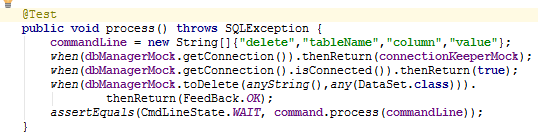 @Test
public void process() throws SQLException {
commandLine = new String[]{"delete","tableName","column","value"};
when(dbManagerMock.getConnection()).thenReturn(connectionKeeperMock);
when(dbManagerMock.getConnection().isConnected()).thenReturn(true);
when(dbManagerMock.toDelete(anyString(),any(DataSet.class))).
thenReturn(FeedBack.OK);
assertEquals(CmdLineState.WAIT, command.process(commandLine));
}